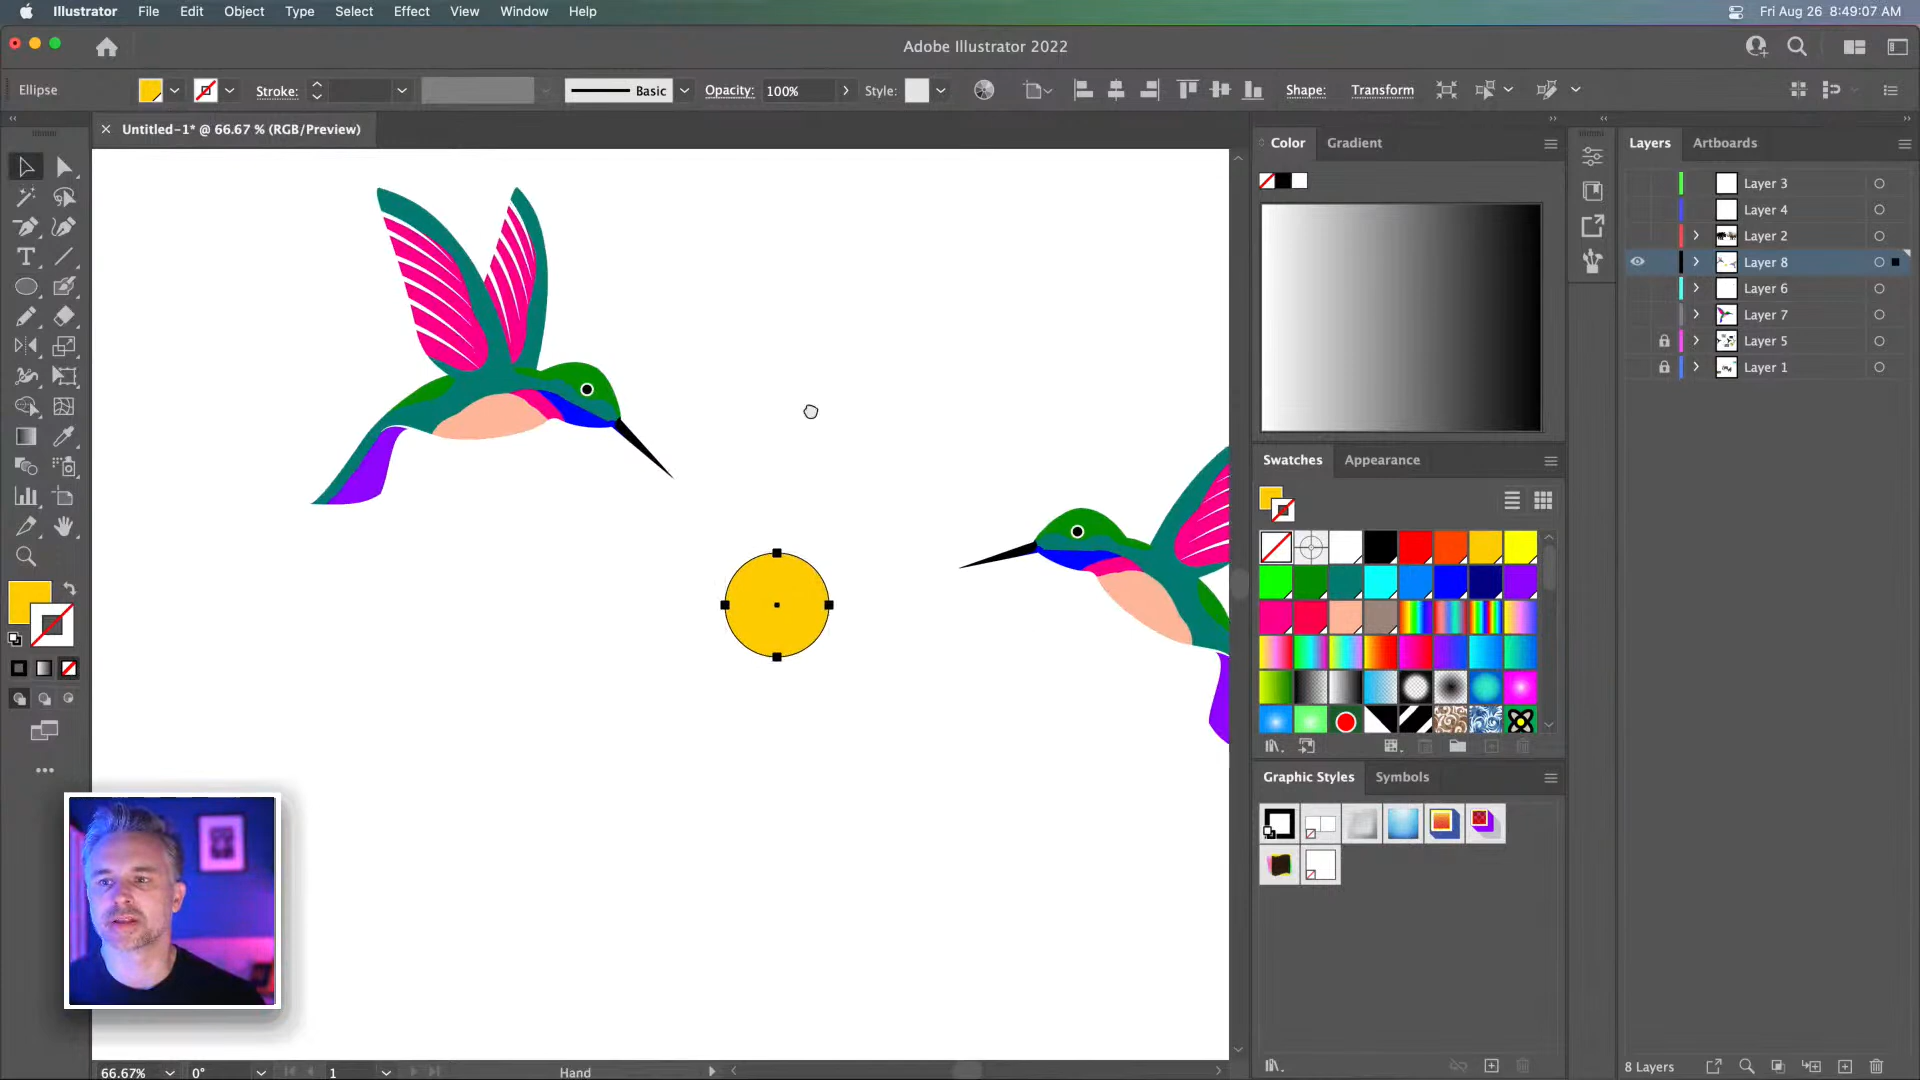 Illustrator File Edit Object Type Select Effect View Window Help
Fri Aug 26 8:49:07 AM
Adobe Illustrator 2022
Ellipse
Stroke:
Basic
Opacity: 100%
Style:
Shape:
Transform
Untitled-1* @ 66.67 % (RGB/Preview)
Color
Gradient
Layers
Artboards
Layer 3
Layer 4
Layer 2
Layer 8
Layer 6
Layer 7
Layer 5
Layer 1
Swatches
Appearance
Graphic Styles
Symbols
66.67%
0°
1
Hand
8 Layers